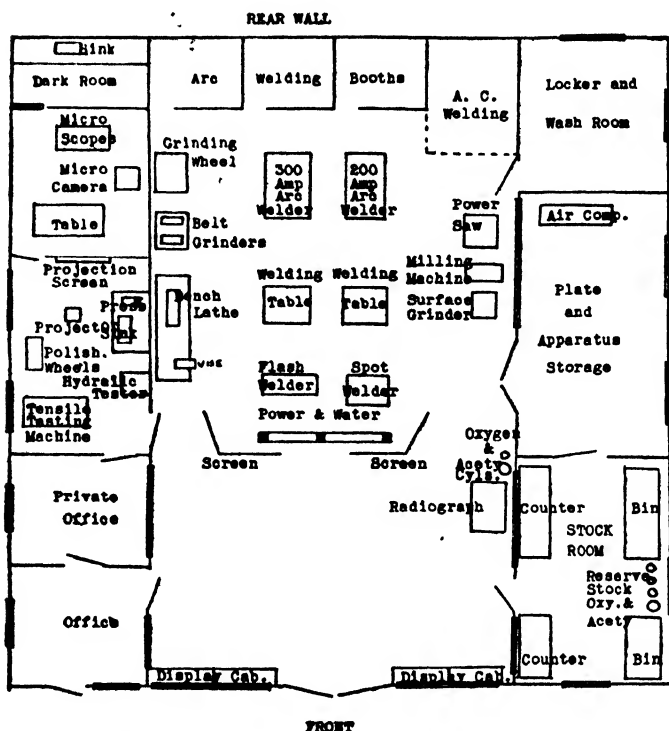 REAR WALL
Sink
Dark Room
Arc
Welding
Booths
A. C.
Welding
Locker and
Wash Room
Micro
Scopes
Micro
Camera
Table
Grinding
Wheel
300
Amp
Arc
Welder
200
Amp
Arc
Welder
Belt
Grinders
Power
Saw
Milling
Machine
Surface
Grinder
Air Comp.
Plate
and
Apparatus
Storage
Projection
Screen
Press
Sink
Projector
Polish.
Wheels
Hydrailc
Tester
Tensile
Testing
Machine
Bench
Lathe
Vise
Welding
Table
Welding
Table
Flash
Welder
Spot
Welder
Power & Water
Screen
Screen
Oxygen
&
Acety
Cyls.
Radiograph
Private
Office
Office
Counter
Bin
STOCK
ROOM
Reserve
Stock
Oxy.&
Acety
Counter
Bin
Display Cab.
Display Cab.
FRONT